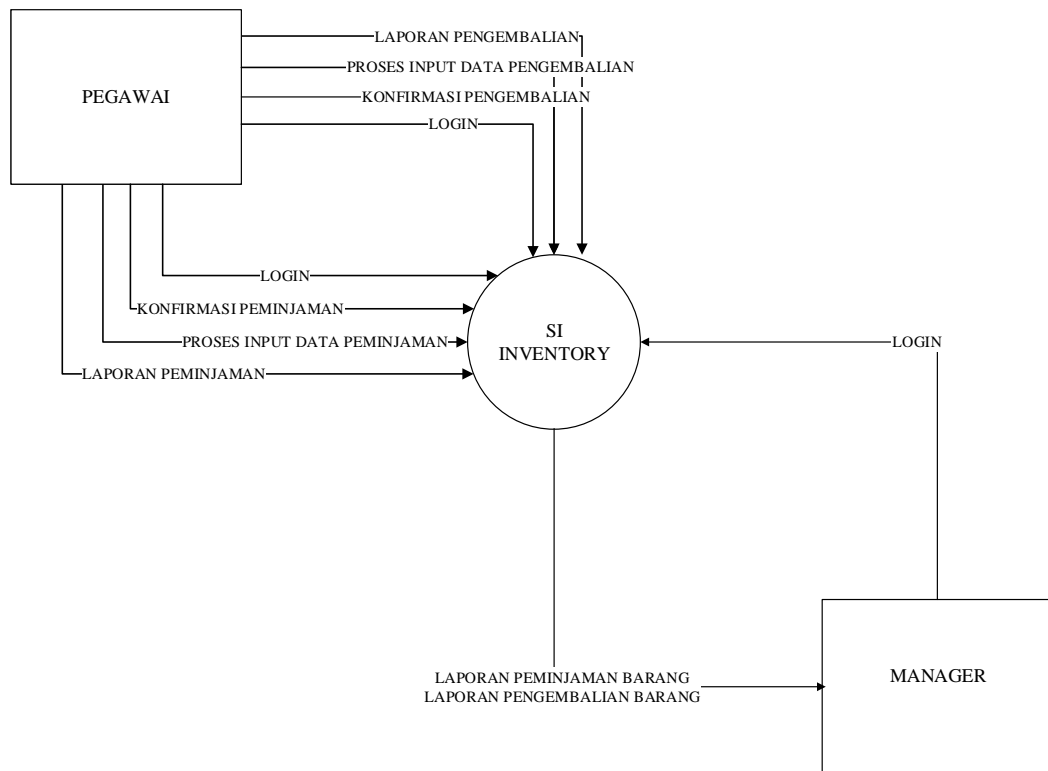 LAPORAN PENGEMBALIAN
PROSES INPUT DATA PENGEMBALIAN
PEGAWAI
KONFIRMASI PENGEMBALIAN
LOGIN
LOGIN
KONFIRMASI PEMINJAMAN
SI
INVENTORY
PROSES INPUT DATA PEMINJAMAN
LOGIN
LAPORAN PEMINJAMAN
LAPORAN PEMINJAMAN BARANG
LAPORAN PENGEMBALIAN BARANG
MANAGER